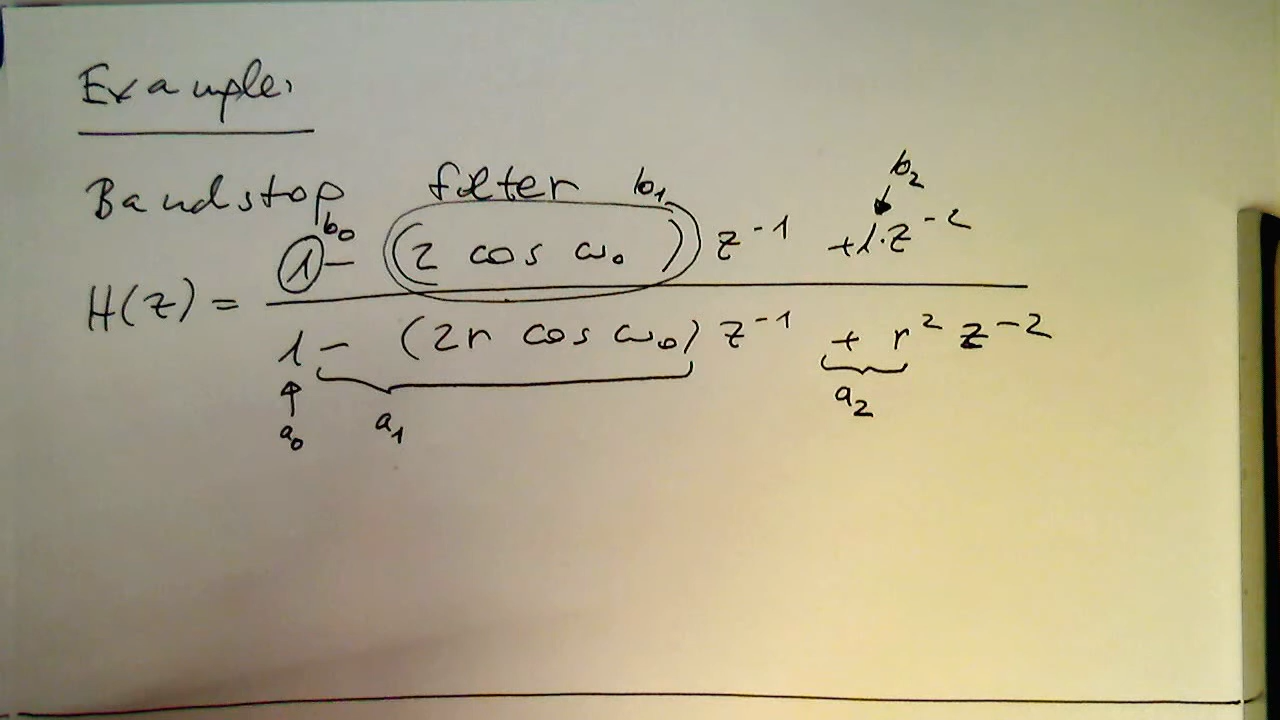 Example:
Bandstop filter b₁ b₂
b₀
H(z) = (1 - (2 cos ω₀) z⁻¹ + 1·z⁻²) / (1 - (2r cos ω₀) z⁻¹ + r² z⁻²)
a₀ a₁ a₂